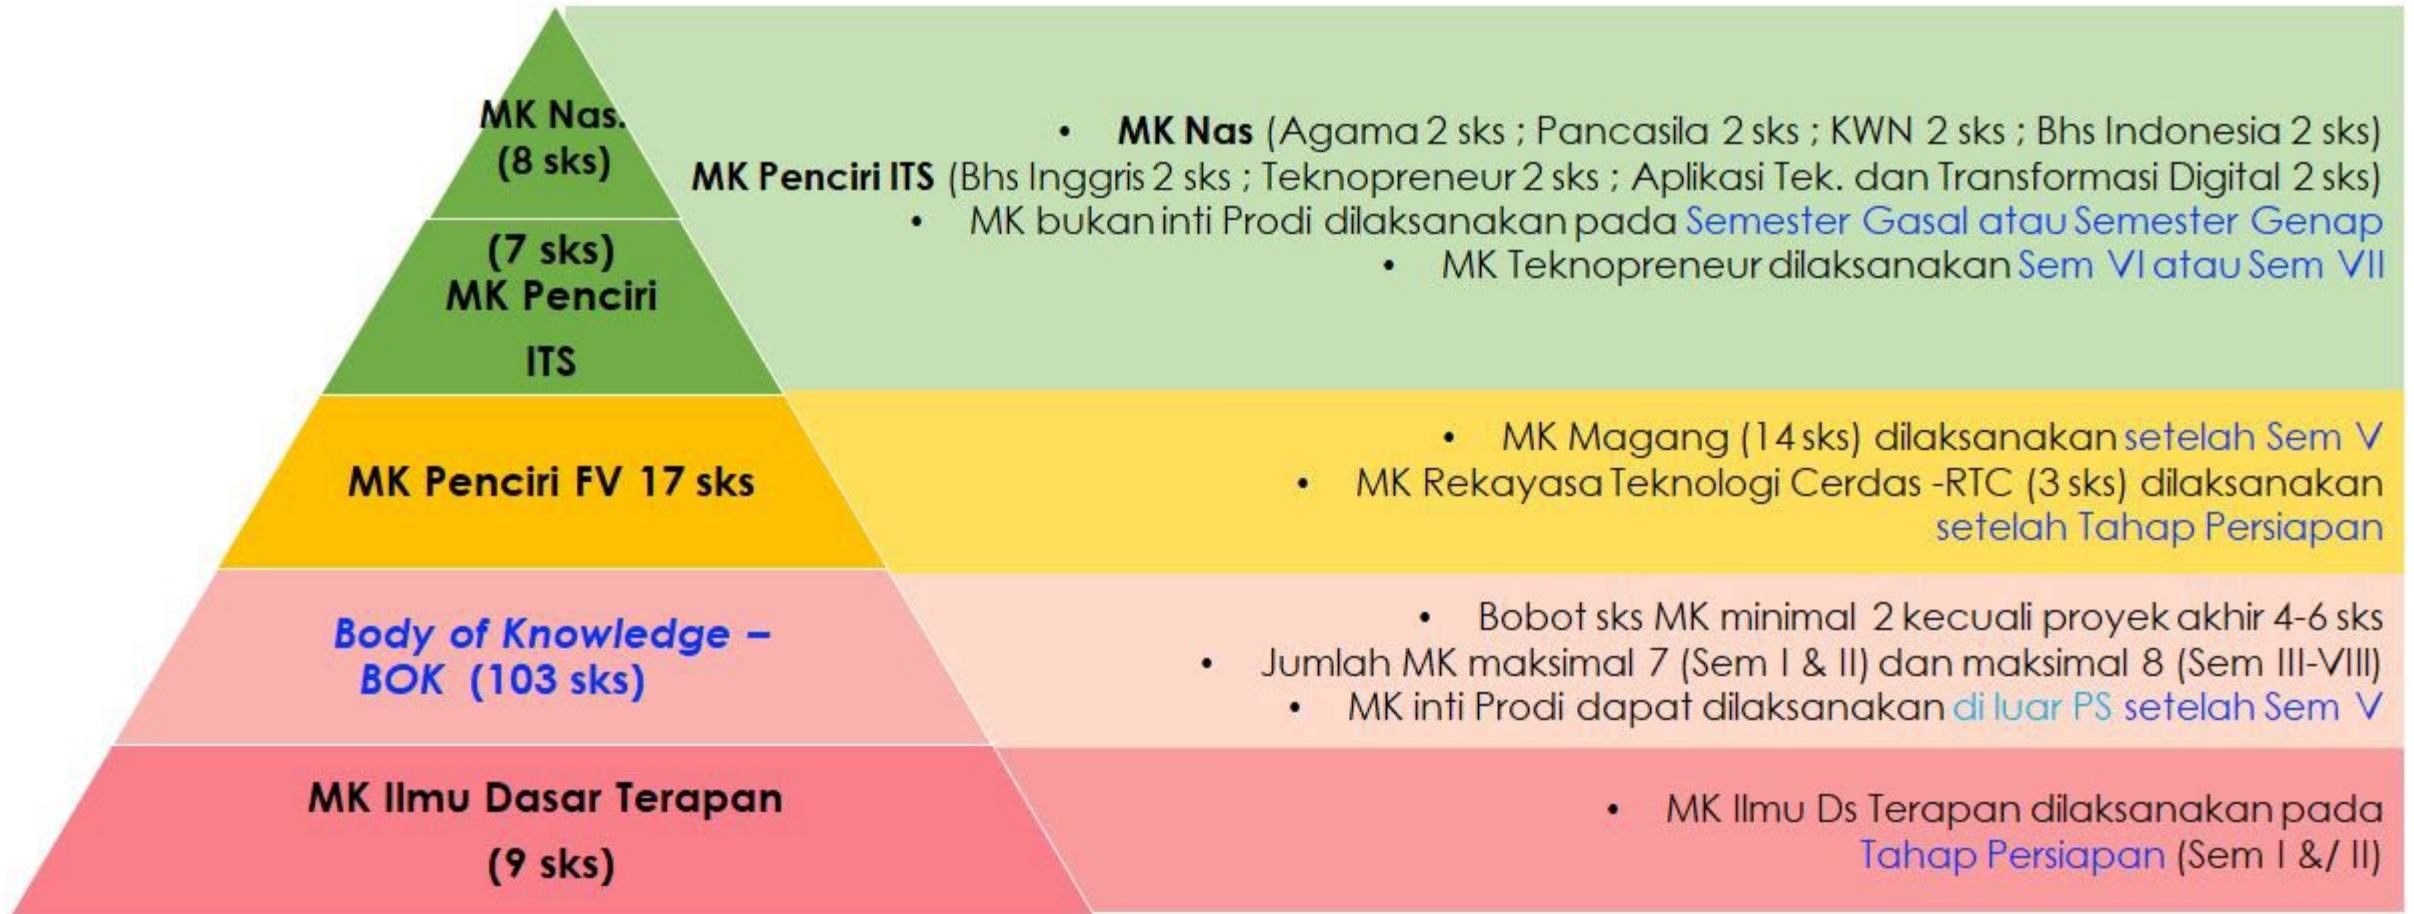 MK Nas.
(8 sks)
• MK Nas (Agama 2 sks ; Pancasila 2 sks ; KWN 2 sks ; Bhs Indonesia 2 sks)
MK Penciri ITS (Bhs Inggris 2 sks ; Teknopreneur 2 sks ; Aplikasi Tek. dan Transformasi Digital 2 sks)
• MK bukan inti Prodi dilaksanakan pada Semester Gasal atau Semester Genap
• MK Teknopreneur dilaksanakan Sem VI atau Sem VII
(7 sks)
MK Penciri
ITS
MK Penciri FV 17 sks
• MK Magang (14 sks) dilaksanakan setelah Sem V
• MK Rekayasa Teknologi Cerdas -RTC (3 sks) dilaksanakan
setelah Tahap Persiapan
Body of Knowledge –
BOK (103 sks)
• Bobot sks MK minimal 2 kecuali proyek akhir 4-6 sks
• Jumlah MK maksimal 7 (Sem I & II) dan maksimal 8 (Sem III-VIII)
• MK inti Prodi dapat dilaksanakan di luar PS setelah Sem V
MK Ilmu Dasar Terapan
(9 sks)
• MK Ilmu Ds Terapan dilaksanakan pada
Tahap Persiapan (Sem I &/ II)